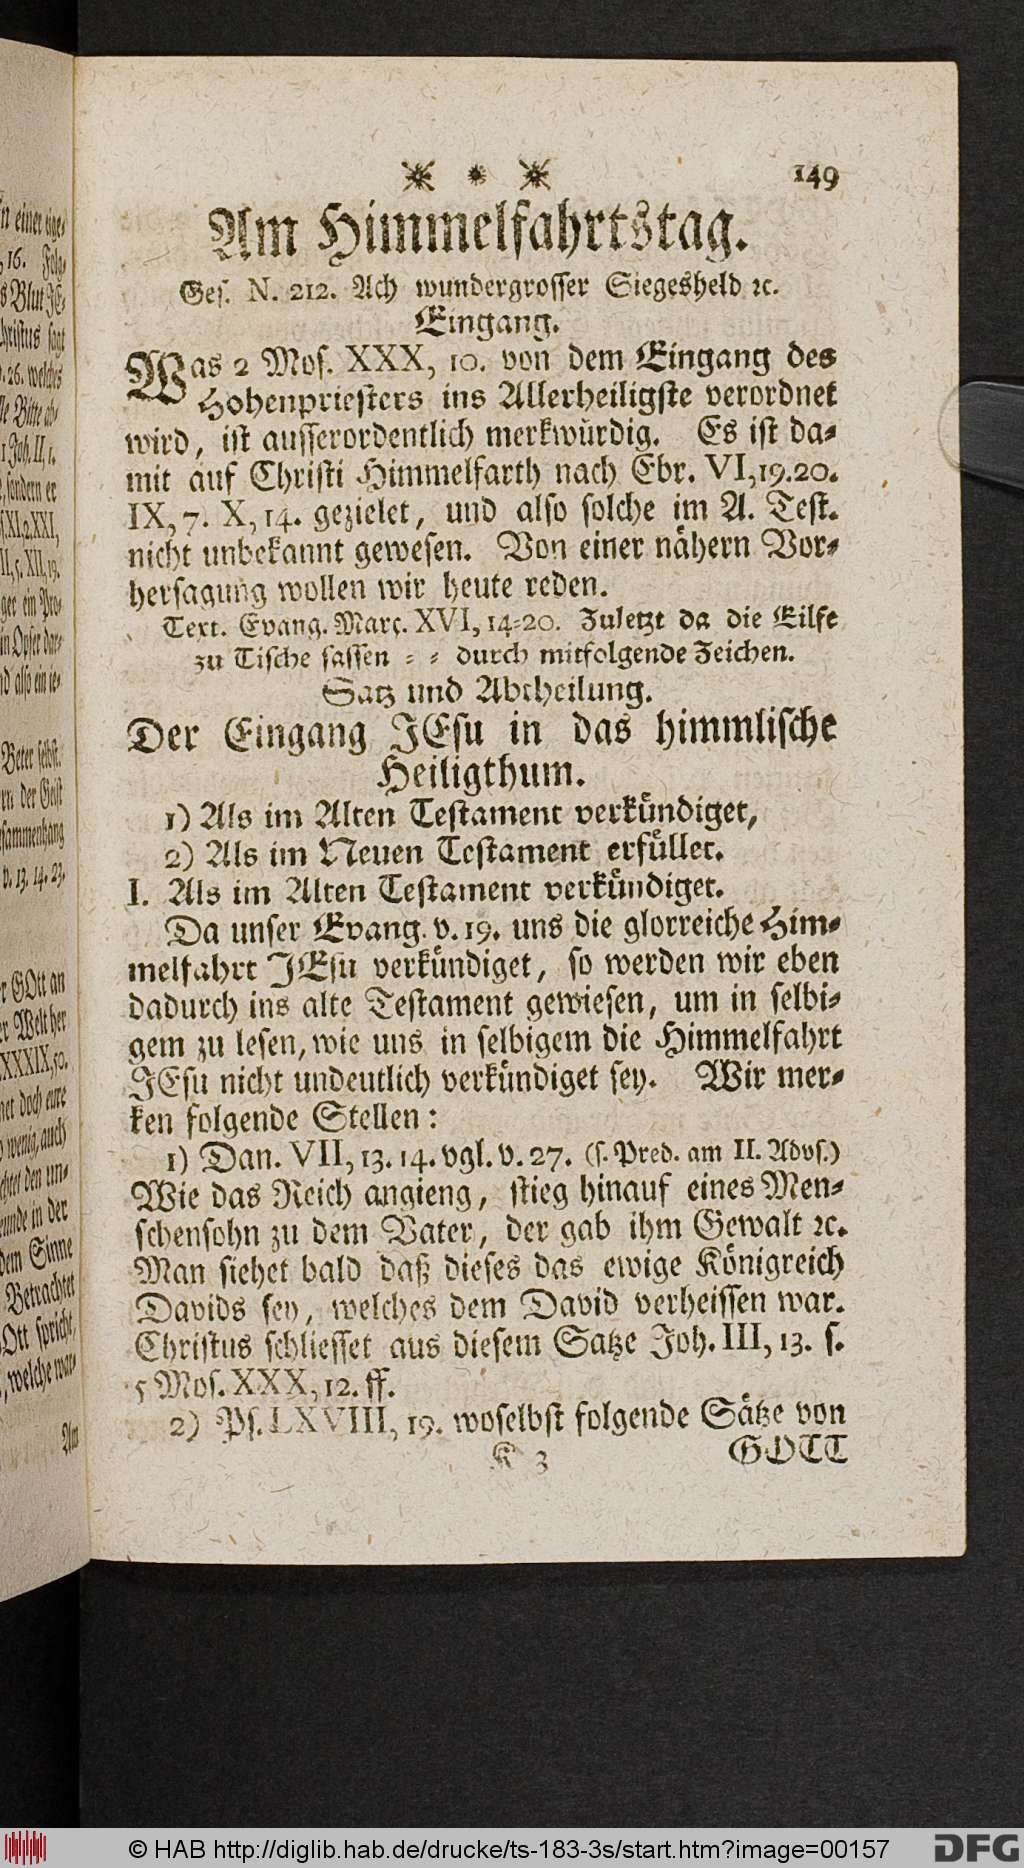 149
Am Himmelfahrtstag.
Ges. N. 212. Ach wundergrosser Siegesheld ꝛc.
Eingang.
Was 2 Mos. XXX, 10. von dem Eingang des
Hohenpriesters ins Allerheiligste verordnet
wird, ist ausserordentlich merkwürdig. Es ist da-
mit auf Christi Himmelfarth nach Ebr. VI, 19. 20.
IX, 7. X, 14. gezielet, und also solche im A. Test.
nicht unbekannt gewesen. Von einer nähern Vor-
hersagung wollen wir heute reden.
Text. Evang. Marc. XVI, 14-20. Zuletzt da die Eilfe
zu Tische sassen - - durch mitfolgende Zeichen.
Satz und Abtheilung.
Der Eingang JEsu in das himmlische
Heiligthum.
1) Als im Alten Testament verkündiget,
2) Als im Neuen Testament erfüllet.
I. Als im Alten Testament verkündiget.
Da unser Evang. v. 19. uns die glorreiche Him-
melfahrt JEsu verkündiget, so werden wir eben
dadurch ins alte Testament gewiesen, um in selbi-
gem zu lesen, wie uns in selbigem die Himmelfahrt
JEsu nicht undeutlich verkündiget sey. Wir mer-
ken folgende Stellen:
1) Dan. VII, 13. 14. vgl. v. 27. (s. Pred. am II. Advs.)
Wie das Reich angieng, stieg hinauf eines Men-
schensohn zu dem Vater, der gab ihm Gewalt ꝛc.
Man siehet bald daß dieses das ewige Königreich
Davids sey, welches dem David verheissen war.
Christus schliesset aus diesem Satze Joh. III, 13. s.
5 Mos. XXX, 12. ff.
2) Ps. LXVIII, 19. woselbst folgende Sätze von
K 3
GOTT
© HAB http://diglib.hab.de/drucke/ts-183-3s/start.htm?image=00157
DFG